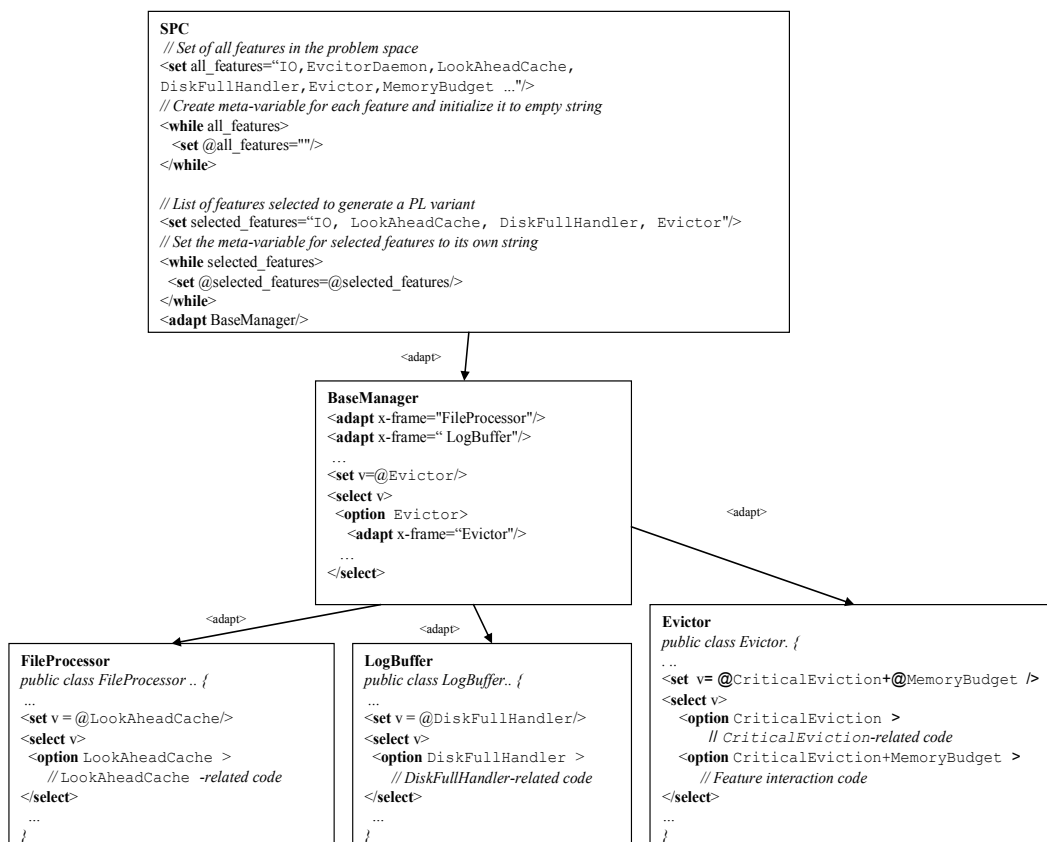 SPC
// Set of all features in the problem space
<set all_features=“IO,EvcitorDaemon,LookAheadCache,
DiskFullHandler,Evictor,MemoryBudget …"/>
// Create meta-variable for each feature and initialize it to empty string
<while all_features>
<set @all_features=""/>
</while>
// List of features selected to generate a PL variant
<set selected_features=“IO, LookAheadCache, DiskFullHandler, Evictor"/>
// Set the meta-variable for selected features to its own string
<while selected_features>
<set @selected_features=@selected_features/>
</while>
<adapt BaseManager/>
<adapt>
BaseManager
<adapt x-frame="FileProcessor"/>
<adapt x-frame=“ LogBuffer"/>
…
<set v=@Evictor/>
<select v>
<option Evictor>
<adapt x-frame=“Evictor"/>
…
</select>
<adapt>
<adapt>
<adapt>
FileProcessor
public class FileProcessor .. {
...
<set v = @LookAheadCache/>
<select v>
<option LookAheadCache >
// LookAheadCache -related code
</select>
...
}
LogBuffer
public class LogBuffer.. {
...
<set v = @DiskFullHandler/>
<select v>
<option DiskFullHandler >
// DiskFullHandler-related code
</select>
...
}
Evictor
public class Evictor. {
. ..
<set v= @CriticalEviction+@MemoryBudget />
<select v>
<option CriticalEviction >
// CriticalEviction-related code
<option CriticalEviction+MemoryBudget >
// Feature interaction code
</select>
...
}